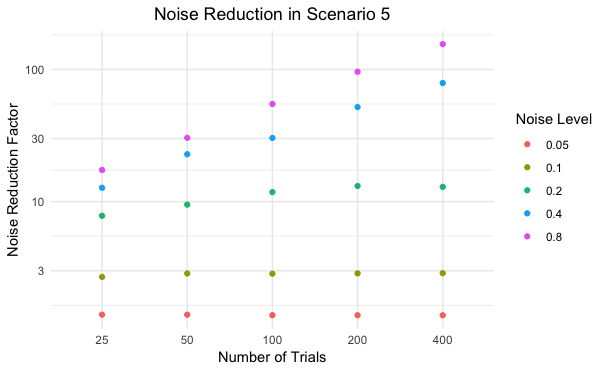 Noise Reduction in Scenario 5
Noise Reduction Factor
100
30
10
3
25 50 100 200 400
Number of Trials
Noise Level
0.05
0.1
0.2
0.4
0.8